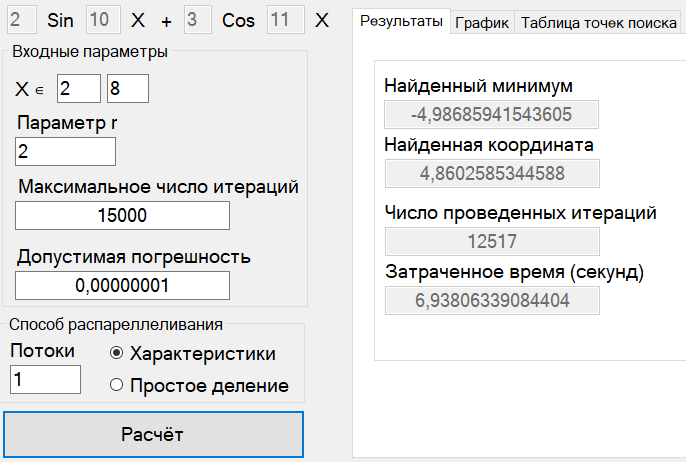 2 Sin 10 X + 3 Cos 11 X
Входные параметры
X ∈ 2 8
Параметр r
2
Максимальное число итераций
15000
Допустимая погрешность
0,00000001
Способ распареллеливания
Потоки
1
Характеристики
Простое деление
Расчёт
Результаты График Таблица точек поиска
Найденный минимум
-4,98685941543605
Найденная координата
4,8602585344588
Число проведенных итераций
12517
Затраченное время (секунд)
6,93806339084404